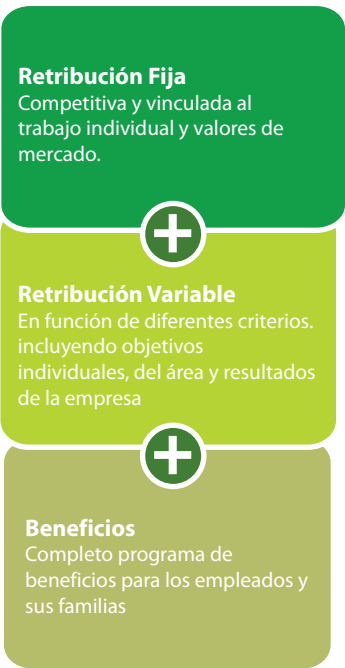 Retribución Fija
Competitiva y vinculada al
trabajo individual y valores de
mercado.
Retribución Variable
En función de diferentes criterios.
incluyendo objetivos
individuales, del área y resultados
de la empresa
Beneficios
Completo programa de
beneficios para los empleados y
sus familias